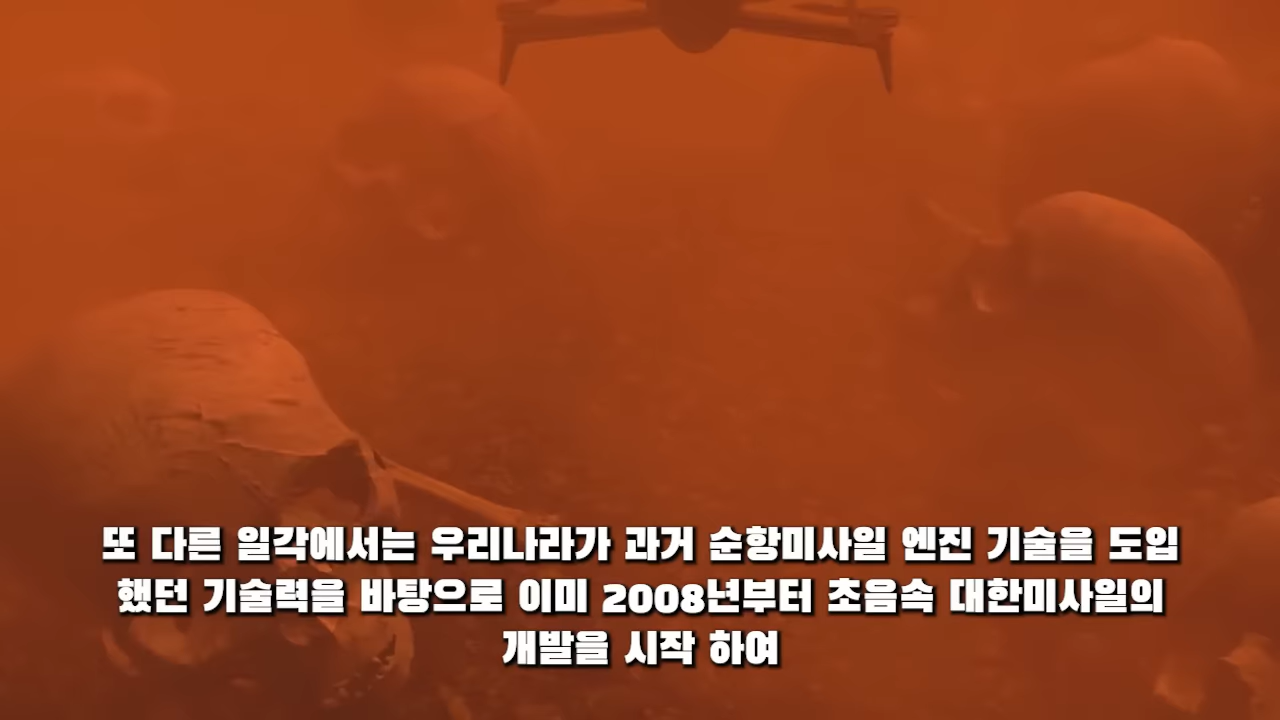 또 다른 일각에서는 우리나라가 과거 순항미사일 엔진 기술을 도입
했던 기술력을 바탕으로 이미 2008년부터 초음속 대한미사일의
개발을 시작 하여